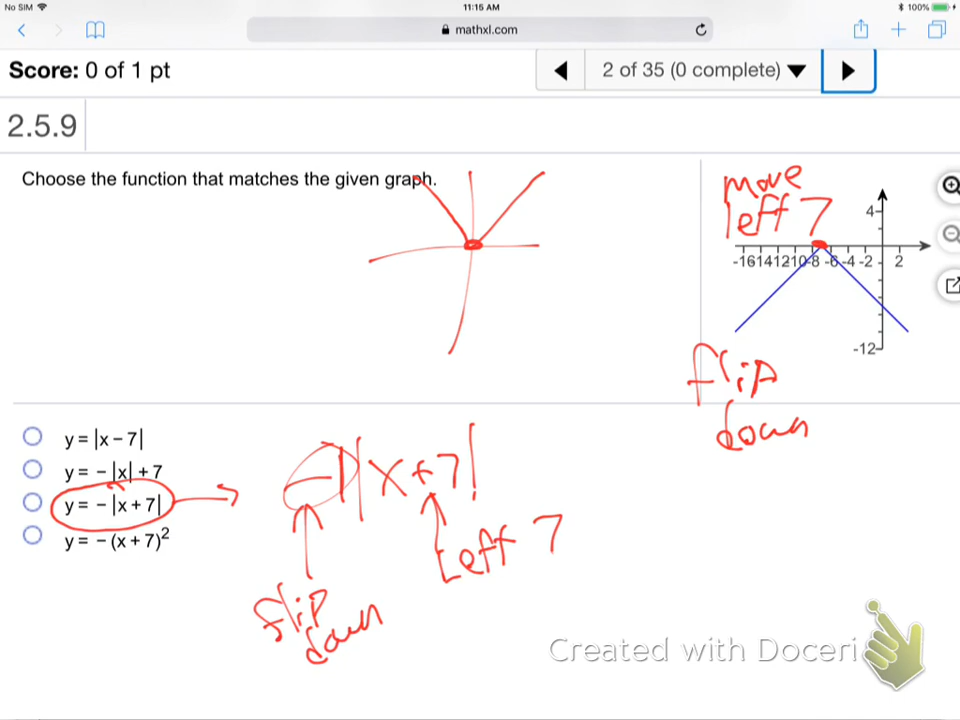 No SIM
11:15 AM
100%
mathxl.com
Score: 0 of 1 pt
2 of 35 (0 complete)
2.5.9
Choose the function that matches the given graph.
move
left 7
4
-16 14 12 10 -8 -6 -4 -2 2
-12
flip
down
y = |x – 7|
y = – |x| + 7
y = – |x + 7|
y = – (x + 7)²
–|x + 7|
Left 7
flip
down
Created with Doceri